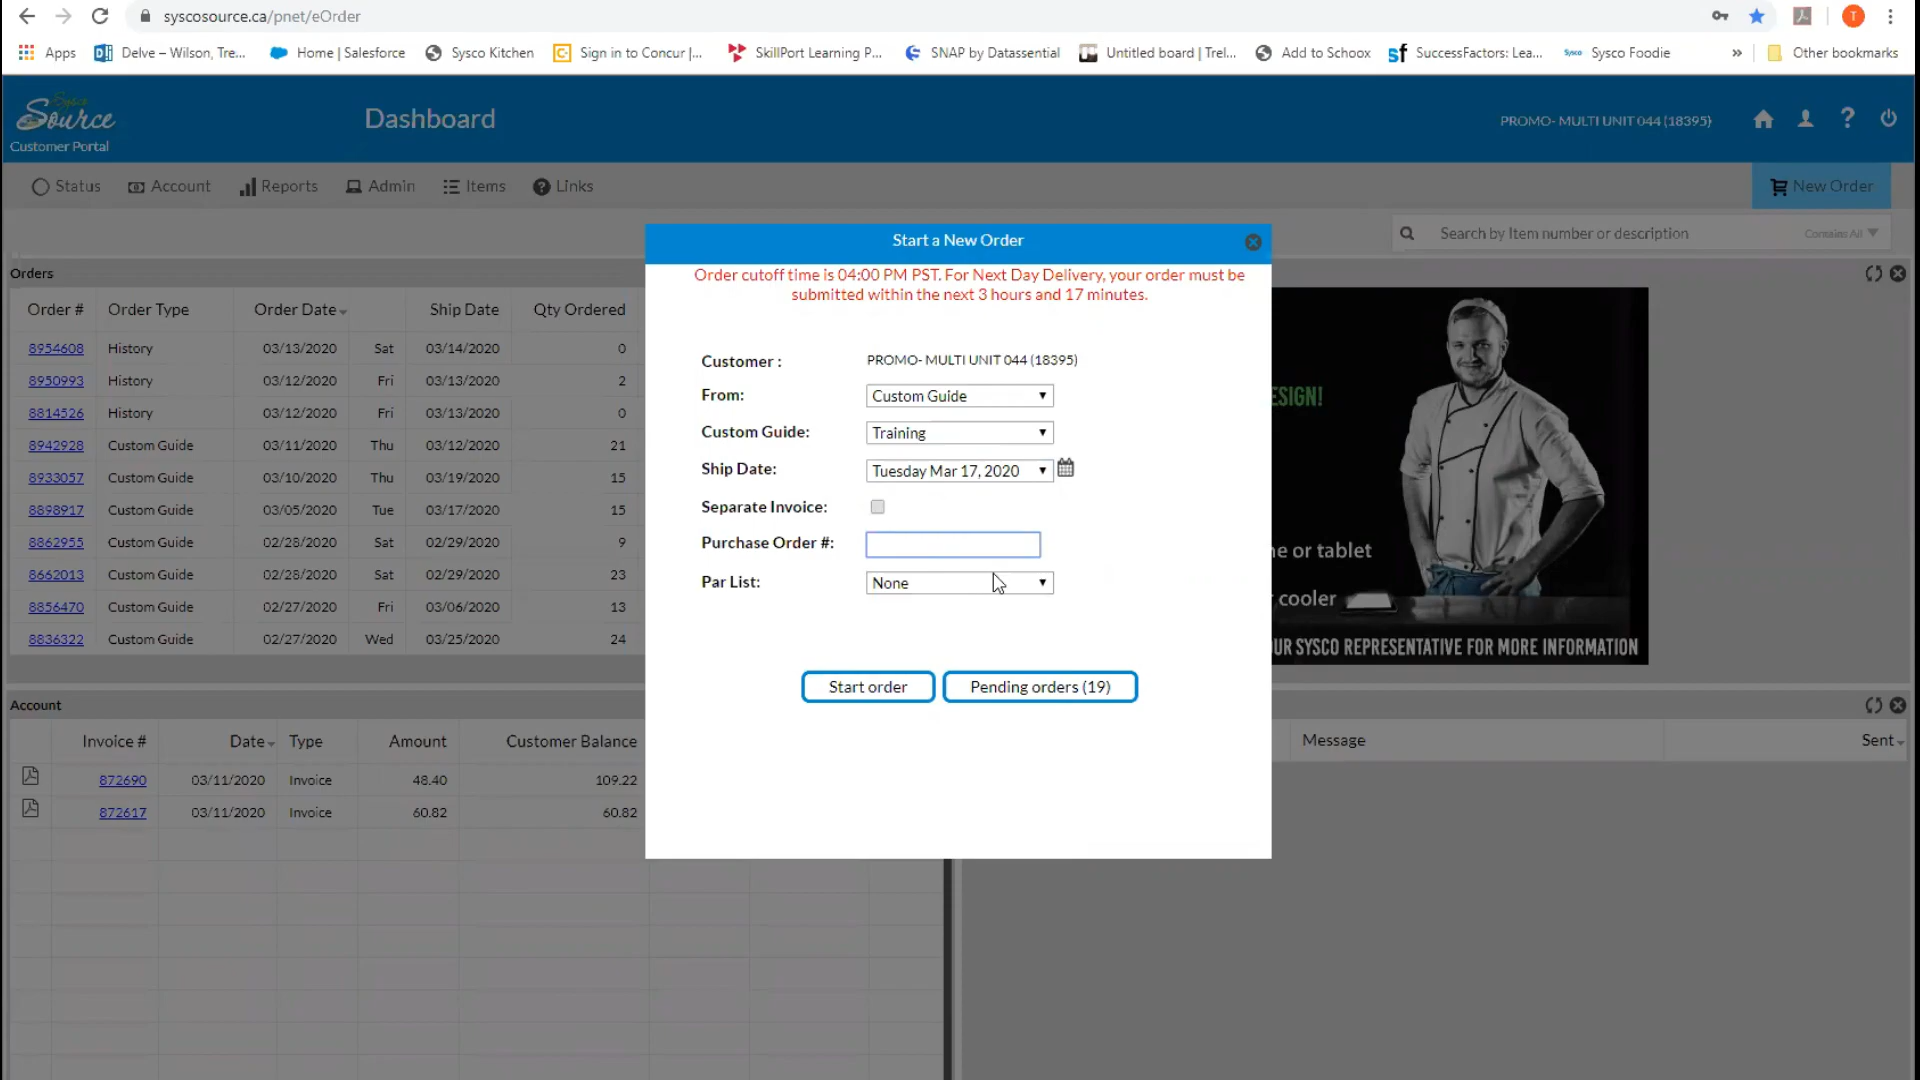 syscosource.ca/pnet/eOrder
Apps
Delve – Wilson, Tre...
Home | Salesforce
Sysco Kitchen
Sign in to Concur |...
SkillPort Learning P...
SNAP by Datassential
Untitled board | Trel...
Add to Schoox
SuccessFactors: Lea...
Sysco Foodie
»
Other bookmarks
Sysco
Source
Customer Portal
Dashboard
PROMO- MULTI UNIT 044 (18395)
Status
Account
Reports
Admin
Items
Links
New Order
Search by Item number or description
Contains All
Orders
Order # Order Type Order Date Ship Date Qty Ordered
8954608 History 03/13/2020 Sat 03/14/2020 0
8950993 History 03/12/2020 Fri 03/13/2020 2
8814526 History 03/12/2020 Fri 03/13/2020 0
8942928 Custom Guide 03/11/2020 Thu 03/12/2020 21
8933057 Custom Guide 03/10/2020 Thu 03/19/2020 15
8898917 Custom Guide 03/05/2020 Tue 03/17/2020 15
8862955 Custom Guide 02/28/2020 Sat 02/29/2020 9
8662013 Custom Guide 02/28/2020 Sat 02/29/2020 23
8856470 Custom Guide 02/27/2020 Fri 03/06/2020 13
8836322 Custom Guide 02/27/2020 Wed 03/25/2020 24
Start a New Order
Order cutoff time is 04:00 PM PST. For Next Day Delivery, your order must be
submitted within the next 3 hours and 17 minutes.
Customer : PROMO- MULTI UNIT 044 (18395)
From: Custom Guide
Custom Guide: Training
Ship Date: Tuesday Mar 17, 2020
Separate Invoice:
Purchase Order #:
Par List: None
Start order
Pending orders (19)
ESIGN!
ne or tablet
cooler
UR SYSCO REPRESENTATIVE FOR MORE INFORMATION
Account
Invoice # Date Type Amount Customer Balance
872690 03/11/2020 Invoice 48.40 109.22
872617 03/11/2020 Invoice 60.82 60.82
Message Sent